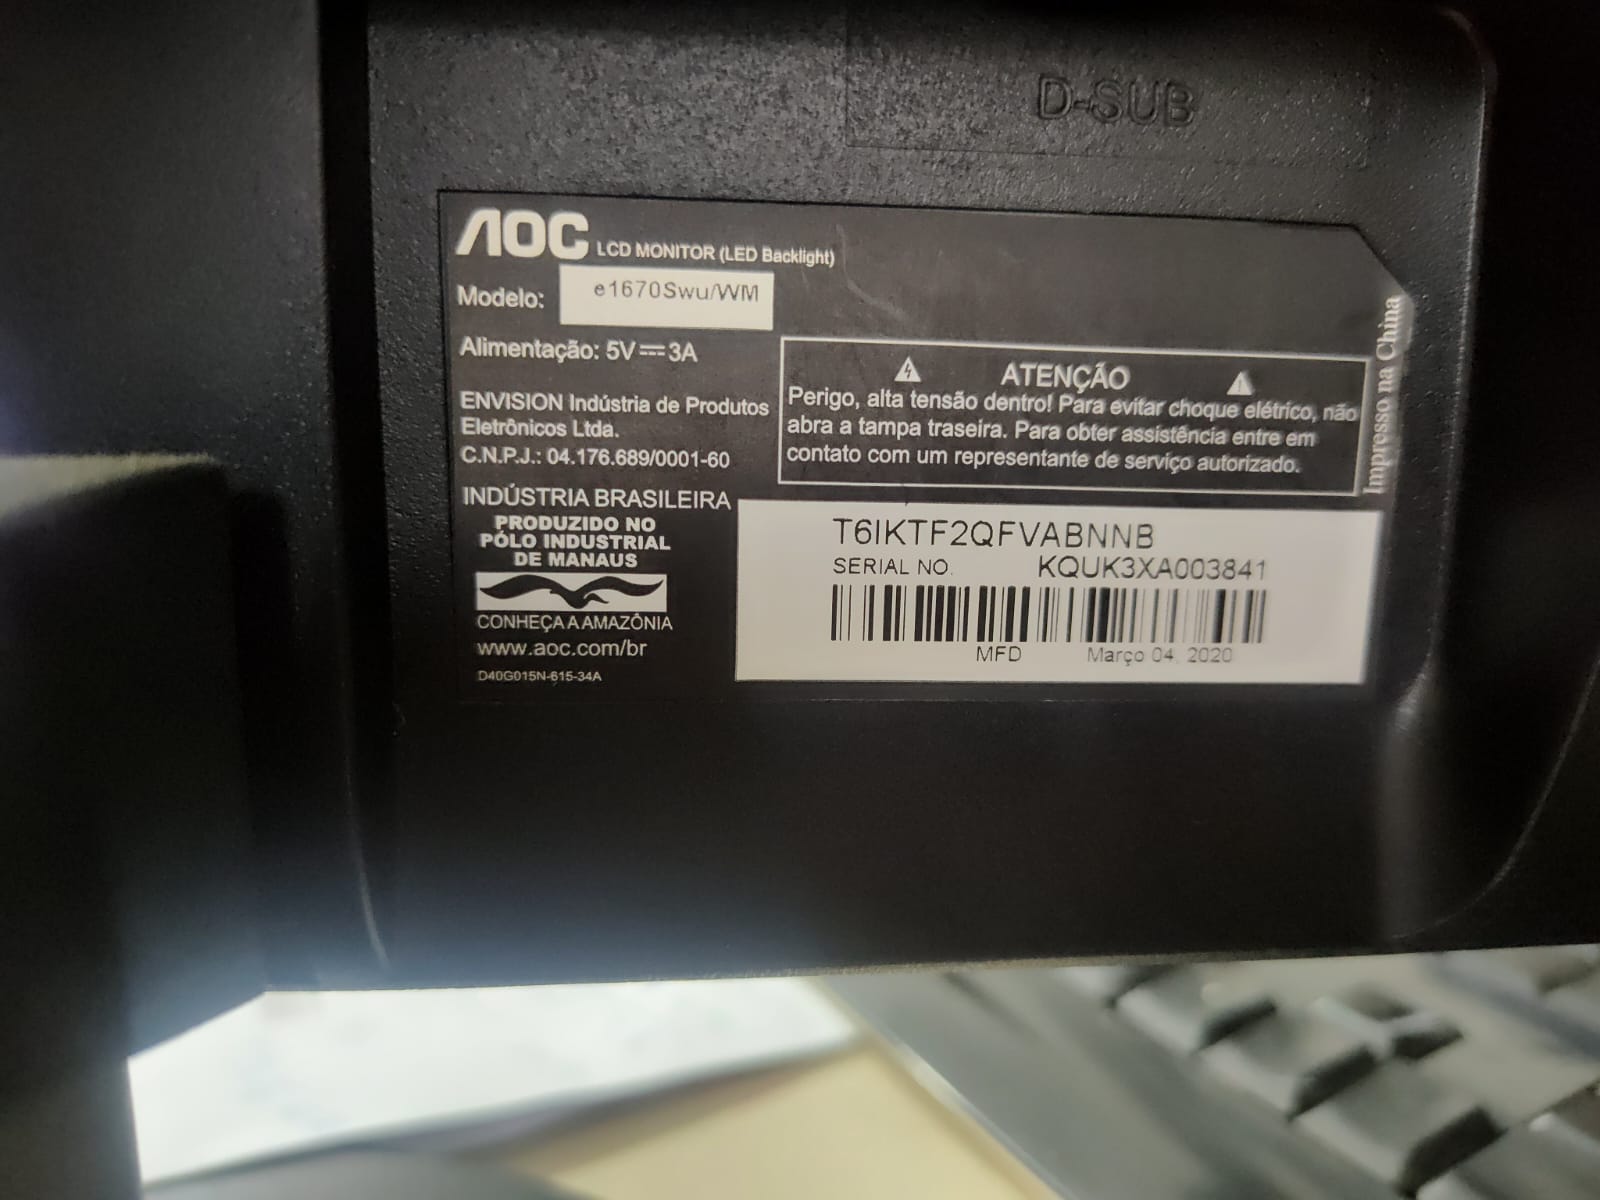 D-SUB
AOC LCD MONITOR (LED Backlight)
Modelo: e1670Swu/WM
Alimentação: 5V⎓3A
ENVISION Indústria de Produtos
Eletrônicos Ltda.
C.N.P.J.: 04.176.689/0001-60
INDÚSTRIA BRASILEIRA
PRODUZIDO NO
PÓLO INDUSTRIAL
DE MANAUS
CONHEÇA A AMAZÔNIA
www.aoc.com/br
D40G015N-615-34A
ATENÇÃO
Perigo, alta tensão dentro! Para evitar choque elétrico, não
abra a tampa traseira. Para obter assistência entre em
contato com um representante de serviço autorizado.
Impresso na China
T6IKTF2QFVABNNB
SERIAL NO. KQUK3XA003841
MFD Março 04, 2020